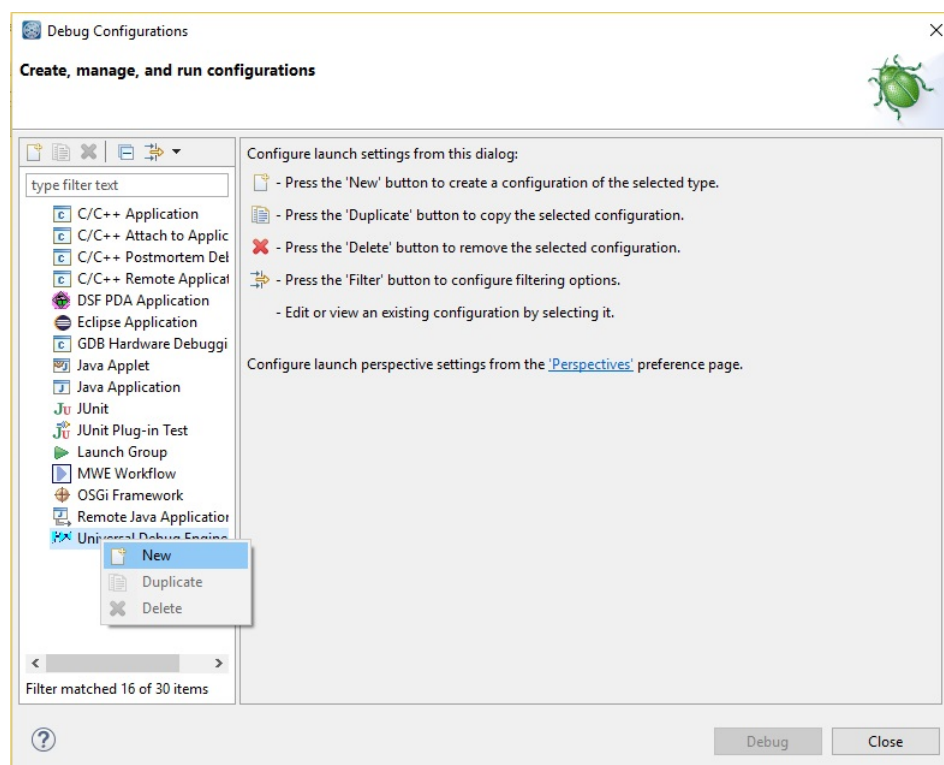 Debug Configurations
Create, manage, and run configurations
type filter text
C/C++ Application
C/C++ Attach to Applic
C/C++ Postmortem Deb
C/C++ Remote Applicat
DSF PDA Application
Eclipse Application
GDB Hardware Debuggi
Java Applet
Java Application
JUnit
JUnit Plug-in Test
Launch Group
MWE Workflow
OSGi Framework
Remote Java Application
Universal Debug Engine
New
Duplicate
Delete
Filter matched 16 of 30 items
Configure launch settings from this dialog:
- Press the 'New' button to create a configuration of the selected type.
- Press the 'Duplicate' button to copy the selected configuration.
- Press the 'Delete' button to remove the selected configuration.
- Press the 'Filter' button to configure filtering options.
- Edit or view an existing configuration by selecting it.
Configure launch perspective settings from the 'Perspectives' preference page.
Debug
Close